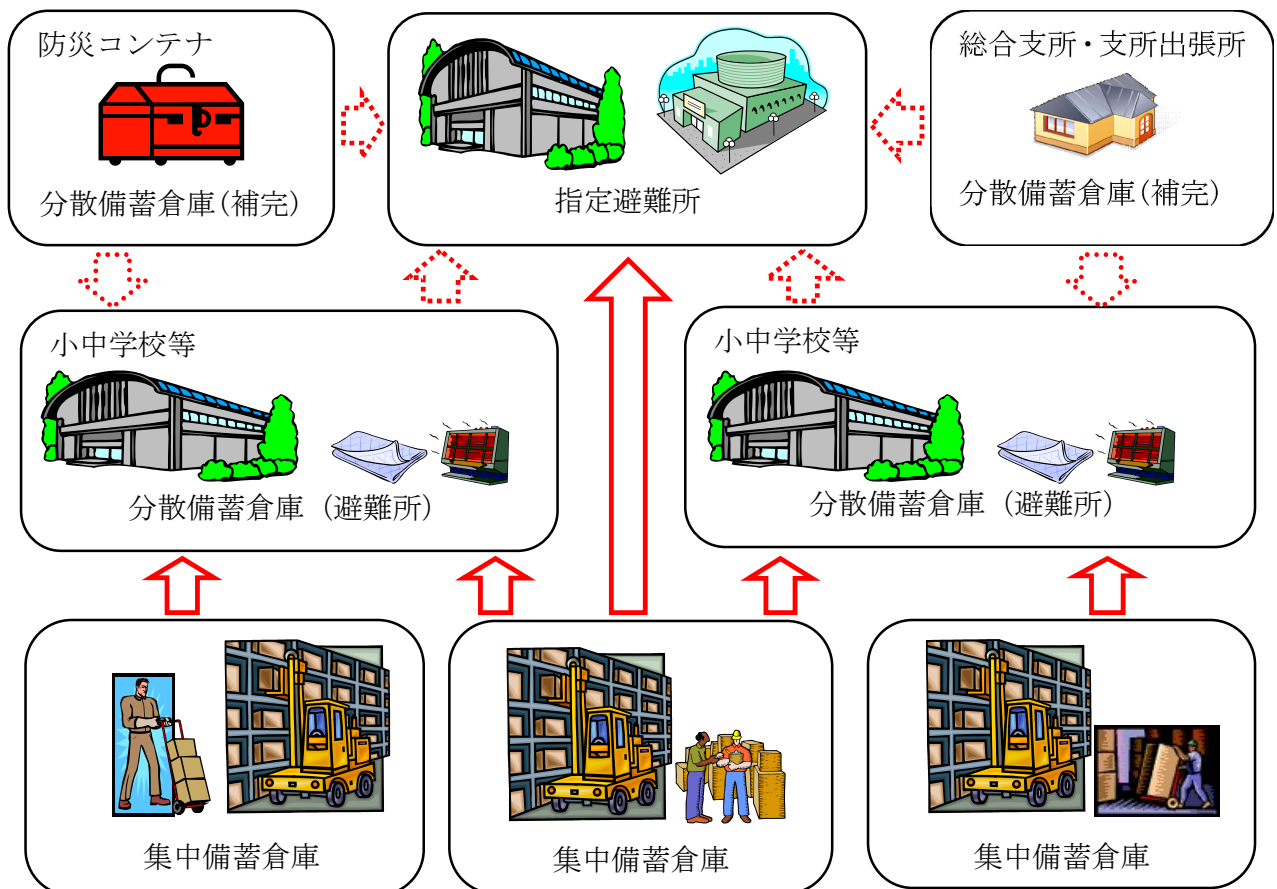 防災コンテナ
分散備蓄倉庫(補完)
指定避難所
総合支所・支所出張所
分散備蓄倉庫(補完)
小中学校等
分散備蓄倉庫(避難所)
小中学校等
分散備蓄倉庫(避難所)
集中備蓄倉庫
集中備蓄倉庫
集中備蓄倉庫